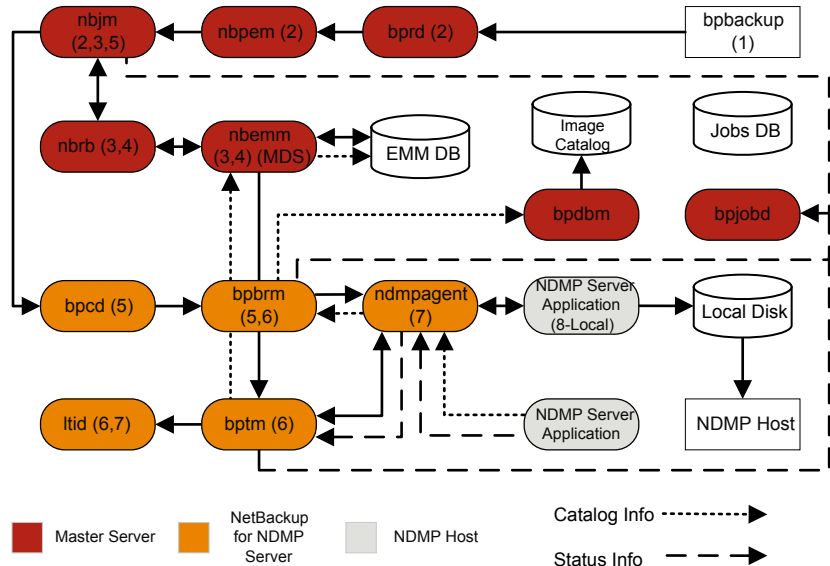 nbjm
(2,3,5)
nbpem (2)
bprd (2)
bpbackup
(1)
nbrb (3,4)
nbemm
(3,4) (MDS)
EMM DB
Image
Catalog
Jobs DB
bpdbm
bpjobd
bpcd (5)
bpbrm
(5,6)
ndmpagent
(7)
NDMP Server
Application
(8-Local)
Local Disk
ltid (6,7)
bptm (6)
NDMP Server
Application
NDMP Host
Master Server
NetBackup
for NDMP
Server
NDMP Host
Catalog Info
Status Info